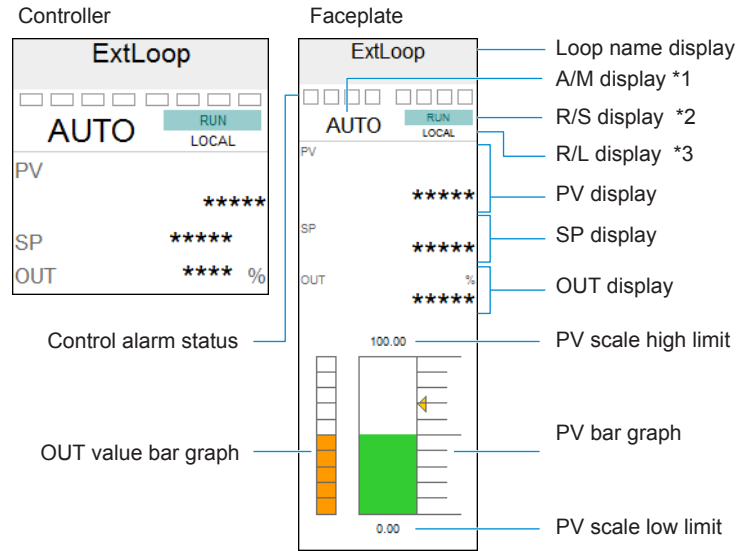 Controller
Faceplate
ExtLoop
AUTO
RUN
LOCAL
PV
*****
SP
*****
OUT
**** %
ExtLoop
AUTO
RUN
LOCAL
PV
*****
SP
*****
OUT
%
*****
100.00
0.00
Loop name display
A/M display *1
R/S display *2
R/L display *3
PV display
SP display
OUT display
PV scale high limit
PV bar graph
PV scale low limit
Control alarm status
OUT value bar graph